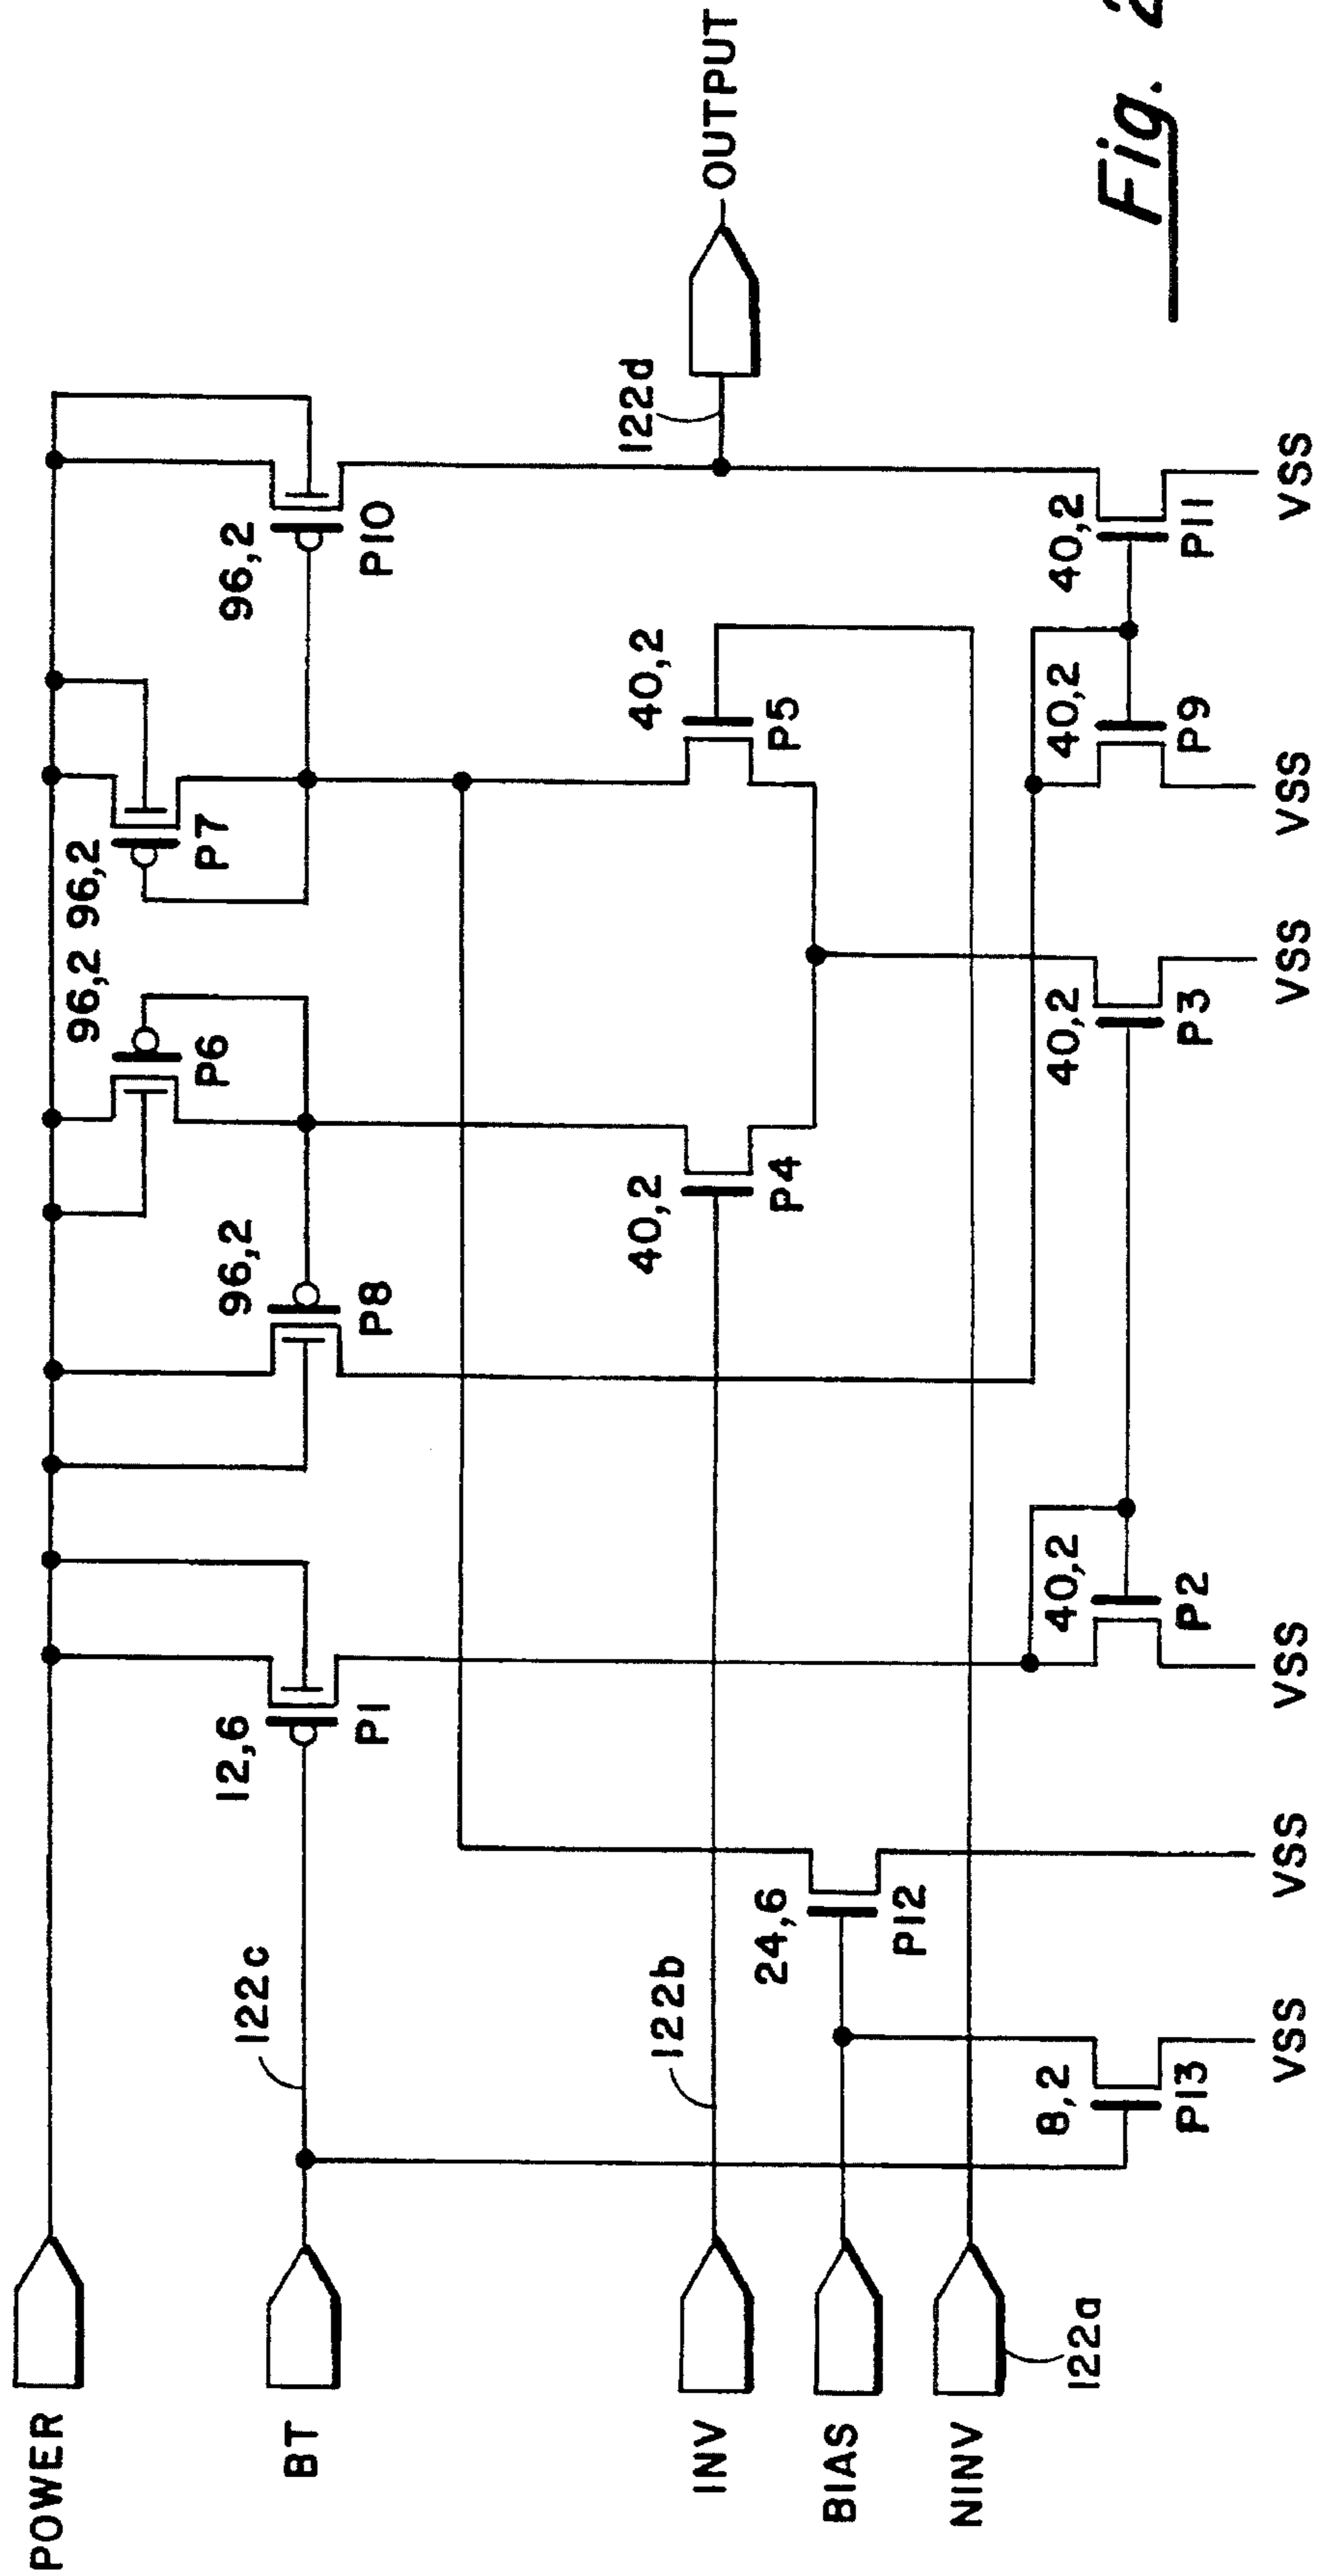 POWER
BT
INV
BIAS
NINV
122a
122b
122c
122d
OUTPUT
12,6
P1
96,2
P8
96,2
P6
96,2
P7
96,2
P10
40,2
P4
40,2
P5
24,6
P12
8,2
P13
40,2
P2
40,2
P3
40,2
P9
40,2
P11
VSS
VSS
VSS
VSS
VSS
VSS
Fig. 2